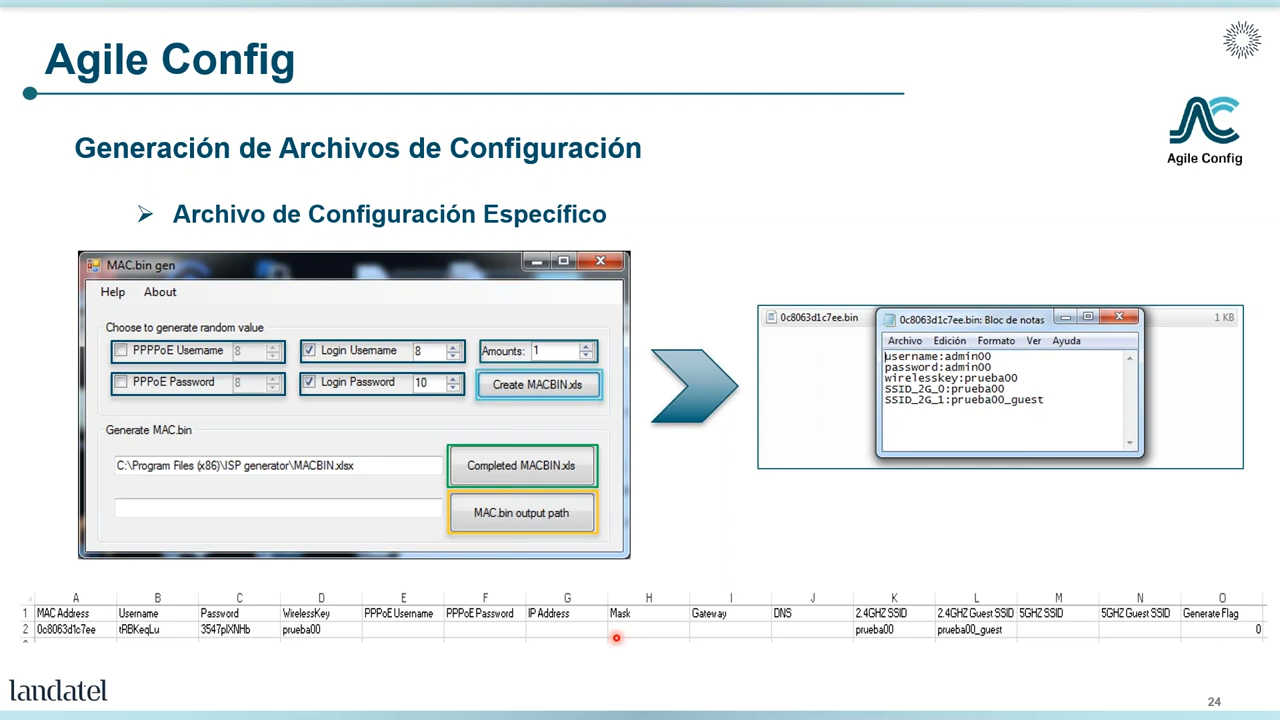 Agile Config
Agile Config
Generación de Archivos de Configuración
➢ Archivo de Configuración Específico
MAC.bin gen
Help About
Choose to generate random value
PPPPoE Username 8 Login Username 8 Amounts: 1
PPPoE Password 8 Login Password 10 Create MACBIN.xls
Generate MAC.bin
C:\Program Files (x86)\ISP generator\MACBIN.xlsx Completed MACBIN.xls
MAC.bin output path
0c8063d1c7ee.bin 1 KB
0c8063d1c7ee.bin: Bloc de notas
Archivo Edición Formato Ver Ayuda
username:admin00
password:admin00
wirelesskey:prueba00
SSID_2G_0:prueba00
SSID_2G_1:prueba00_guest
A B C D E F G H I J K L M N O
1 MAC Address Username Password WirelessKey PPPoE Username PPPoE Password IP Address Mask Gateway DNS 2.4GHZ SSID 2.4GHZ Guest SSID 5GHZ SSID 5GHZ Guest SSID Generate Flag
2 0c8063d1c7ee tRBKeqLu 3547plXNHb prueba00 prueba00 prueba00_guest 0
landatel
24